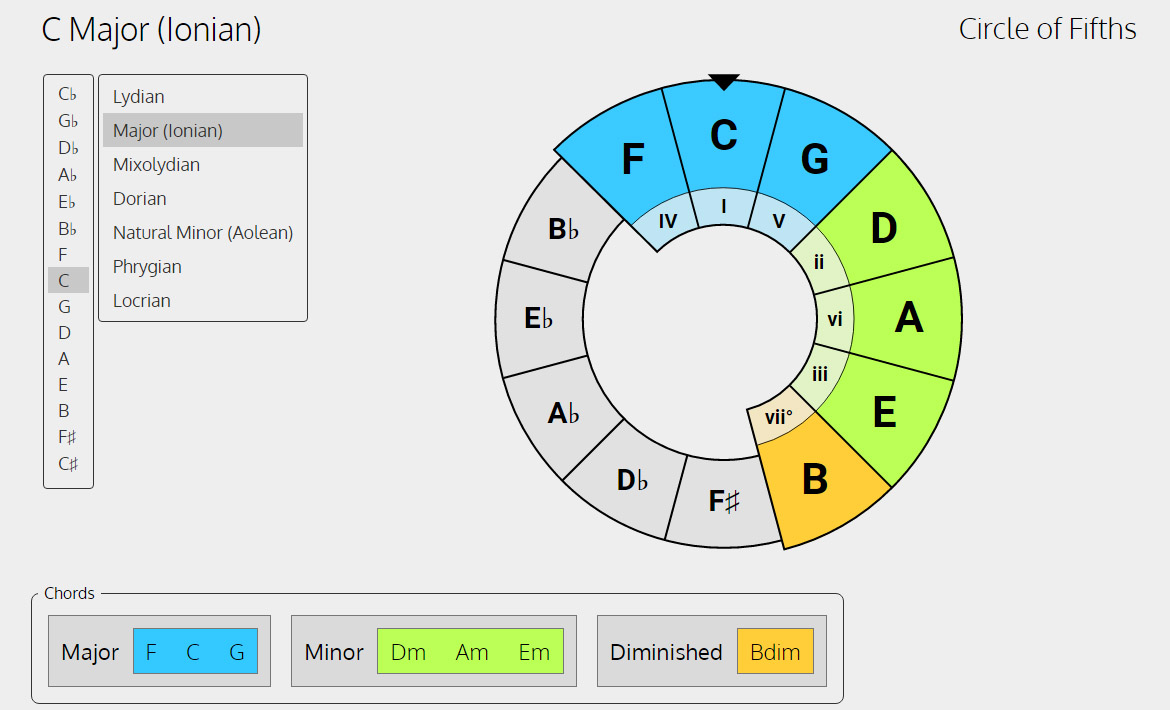 C Major (Ionian)
Circle of Fifths
C♭
G♭
D♭
A♭
E♭
B♭
F
C
G
D
A
E
B
F♯
C♯
Lydian
Major (Ionian)
Mixolydian
Dorian
Natural Minor (Aolean)
Phrygian
Locrian
F
C
G
D
A
E
B
F♯
D♭
A♭
E♭
B♭
IV
I
V
ii
vi
iii
vii°
Chords
Major F C G
Minor Dm Am Em
Diminished Bdim